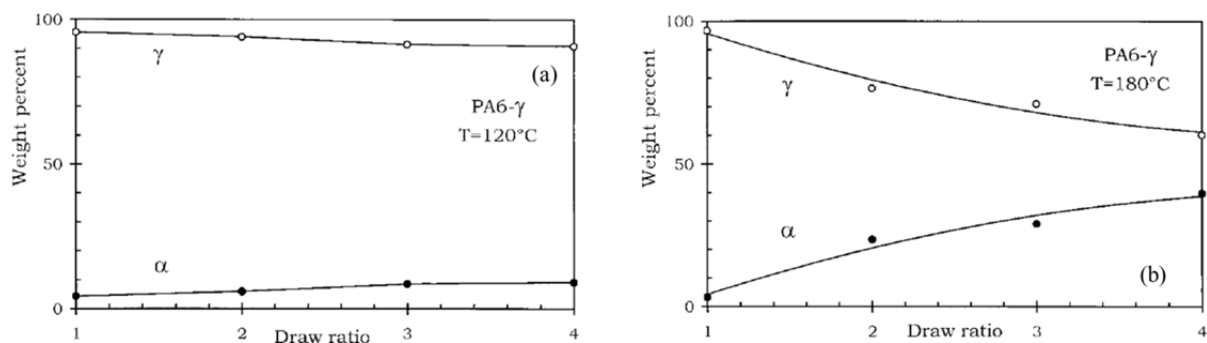 100
γ
(a)
PA6-γ
T=120°C
Weight percent
50
α
0
1 2 3 4
Draw ratio
100
PA6-γ
T=180°C
γ
Weight percent
50
α
(b)
0
1 2 3 4
Draw ratio